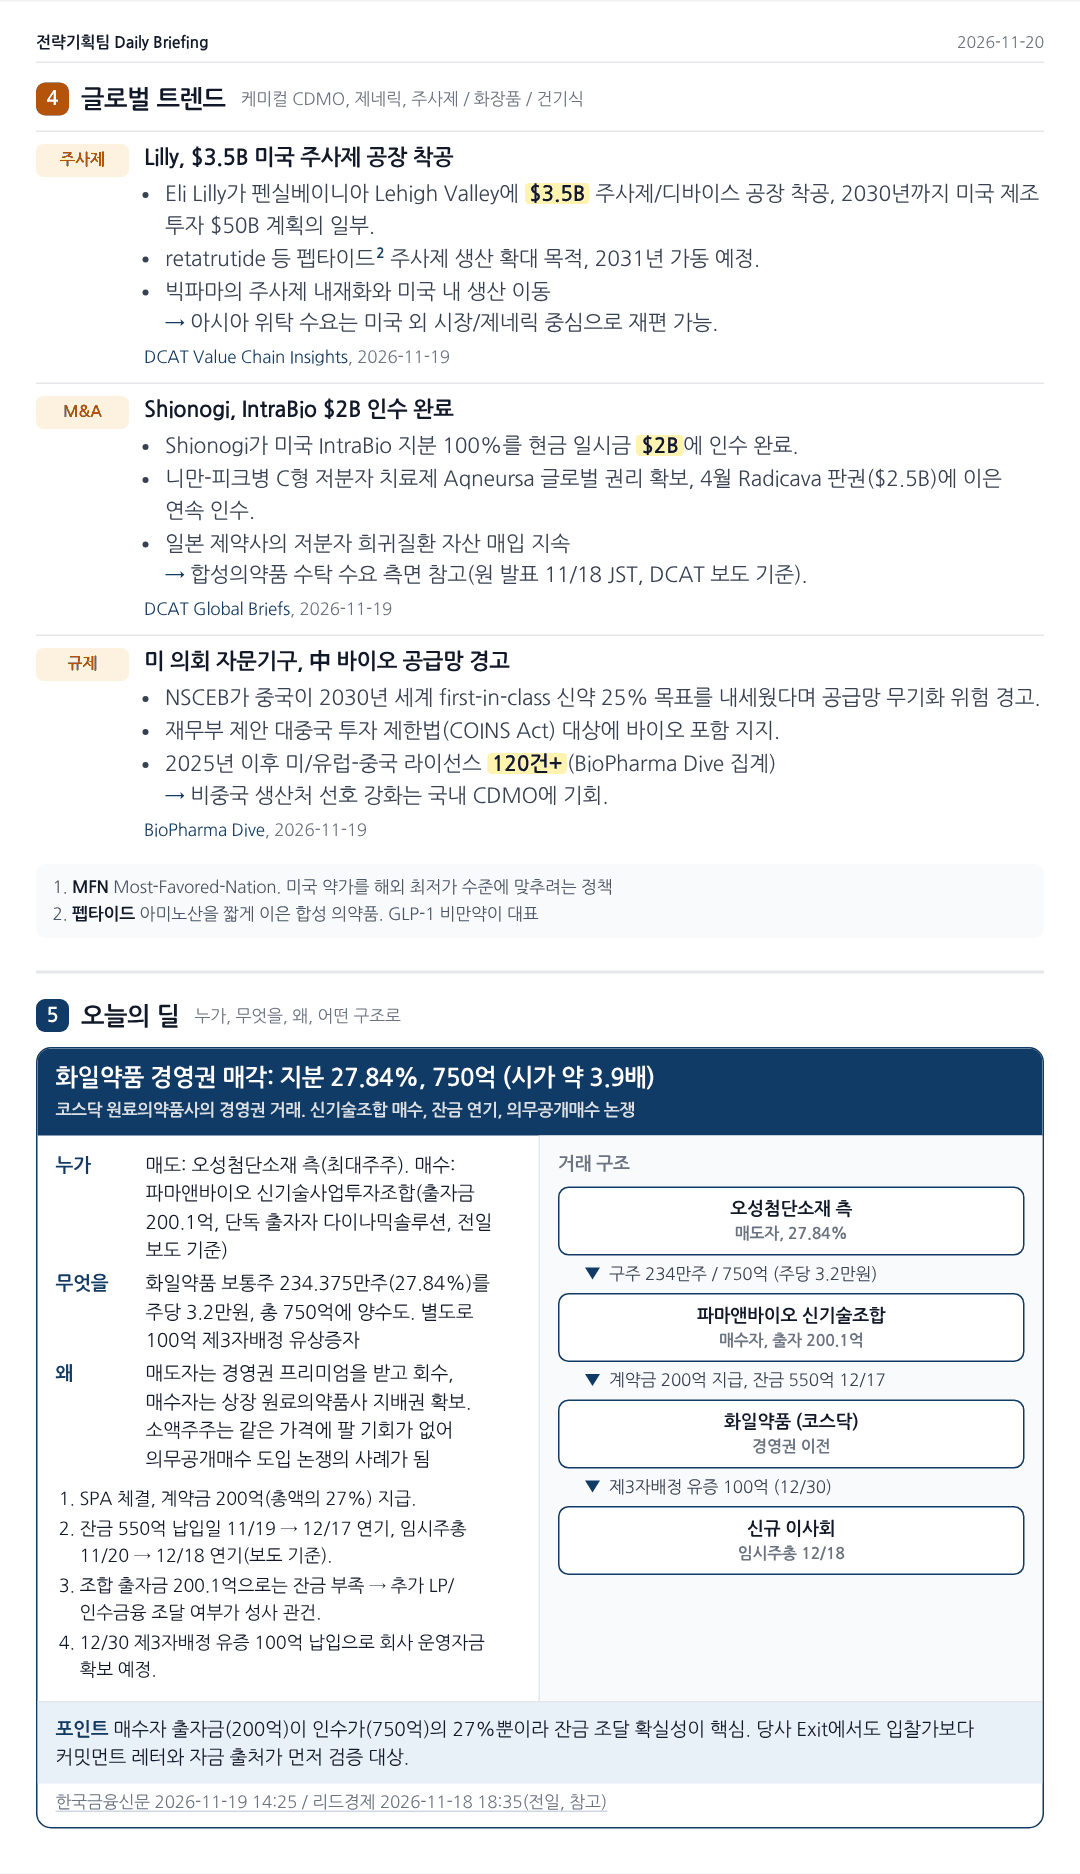 전략기획팀 Daily Briefing
2026-11-20
4 글로벌 트렌드 케미컬 CDMO, 제네릭, 주사제 / 화장품 / 건기식
주사제
Lilly, $3.5B 미국 주사제 공장 착공
• Eli Lilly가 펜실베이니아 Lehigh Valley에 $3.5B 주사제/디바이스 공장 착공, 2030년까지 미국 제조
투자 $50B 계획의 일부.
• retatrutide 등 펩타이드² 주사제 생산 확대 목적, 2031년 가동 예정.
• 빅파마의 주사제 내재화와 미국 내 생산 이동
→ 아시아 위탁 수요는 미국 외 시장/제네릭 중심으로 재편 가능.
DCAT Value Chain Insights, 2026-11-19
M&A
Shionogi, IntraBio $2B 인수 완료
• Shionogi가 미국 IntraBio 지분 100%를 현금 일시금 $2B에 인수 완료.
• 니만-피크병 C형 저분자 치료제 Aqneursa 글로벌 권리 확보, 4월 Radicava 판권($2.5B)에 이은
연속 인수.
• 일본 제약사의 저분자 희귀질환 자산 매입 지속
→ 합성의약품 수탁 수요 측면 참고(원 발표 11/18 JST, DCAT 보도 기준).
DCAT Global Briefs, 2026-11-19
규제
미 의회 자문기구, 中 바이오 공급망 경고
• NSCEB가 중국이 2030년 세계 first-in-class 신약 25% 목표를 내세웠다며 공급망 무기화 위험 경고.
• 재무부 제안 대중국 투자 제한법(COINS Act) 대상에 바이오 포함 지지.
• 2025년 이후 미/유럽-중국 라이선스 120건+(BioPharma Dive 집계)
→ 비중국 생산처 선호 강화는 국내 CDMO에 기회.
BioPharma Dive, 2026-11-19
1. MFN Most-Favored-Nation. 미국 약가를 해외 최저가 수준에 맞추려는 정책
2. 펩타이드 아미노산을 짧게 이은 합성 의약품. GLP-1 비만약이 대표
5 오늘의 딜 누가, 무엇을, 왜, 어떤 구조로
화일약품 경영권 매각: 지분 27.84%, 750억 (시가 약 3.9배)
코스닥 원료의약품사의 경영권 거래. 신기술조합 매수, 잔금 연기, 의무공개매수 논쟁
누가 매도: 오성첨단소재 측(최대주주). 매수:
파마앤바이오 신기술사업투자조합(출자금
200.1억, 단독 출자자 다이나믹솔루션, 전일
보도 기준)
무엇을 화일약품 보통주 234.375만주(27.84%)를
주당 3.2만원, 총 750억에 양수도. 별도로
100억 제3자배정 유상증자
왜 매도자는 경영권 프리미엄을 받고 회수,
매수자는 상장 원료의약품사 지배권 확보.
소액주주는 같은 가격에 팔 기회가 없어
의무공개매수 도입 논쟁의 사례가 됨
1. SPA 체결, 계약금 200억(총액의 27%) 지급.
2. 잔금 550억 납입일 11/19 → 12/17 연기, 임시주총
11/20 → 12/18 연기(보도 기준).
3. 조합 출자금 200.1억으로는 잔금 부족 → 추가 LP/
인수금융 조달 여부가 성사 관건.
4. 12/30 제3자배정 유증 100억 납입으로 회사 운영자금
확보 예정.
거래 구조
오성첨단소재 측
매도자, 27.84%
▼ 구주 234만주 / 750억 (주당 3.2만원)
파마앤바이오 신기술조합
매수자, 출자 200.1억
▼ 계약금 200억 지급, 잔금 550억 12/17
화일약품 (코스닥)
경영권 이전
▼ 제3자배정 유증 100억 (12/30)
신규 이사회
임시주총 12/18
포인트 매수자 출자금(200억)이 인수가(750억)의 27%뿐이라 잔금 조달 확실성이 핵심. 당사 Exit에서도 입찰가보다
커밋먼트 레터와 자금 출처가 먼저 검증 대상.
한국금융신문 2026-11-19 14:25 / 리드경제 2026-11-18 18:35(전일, 참고)